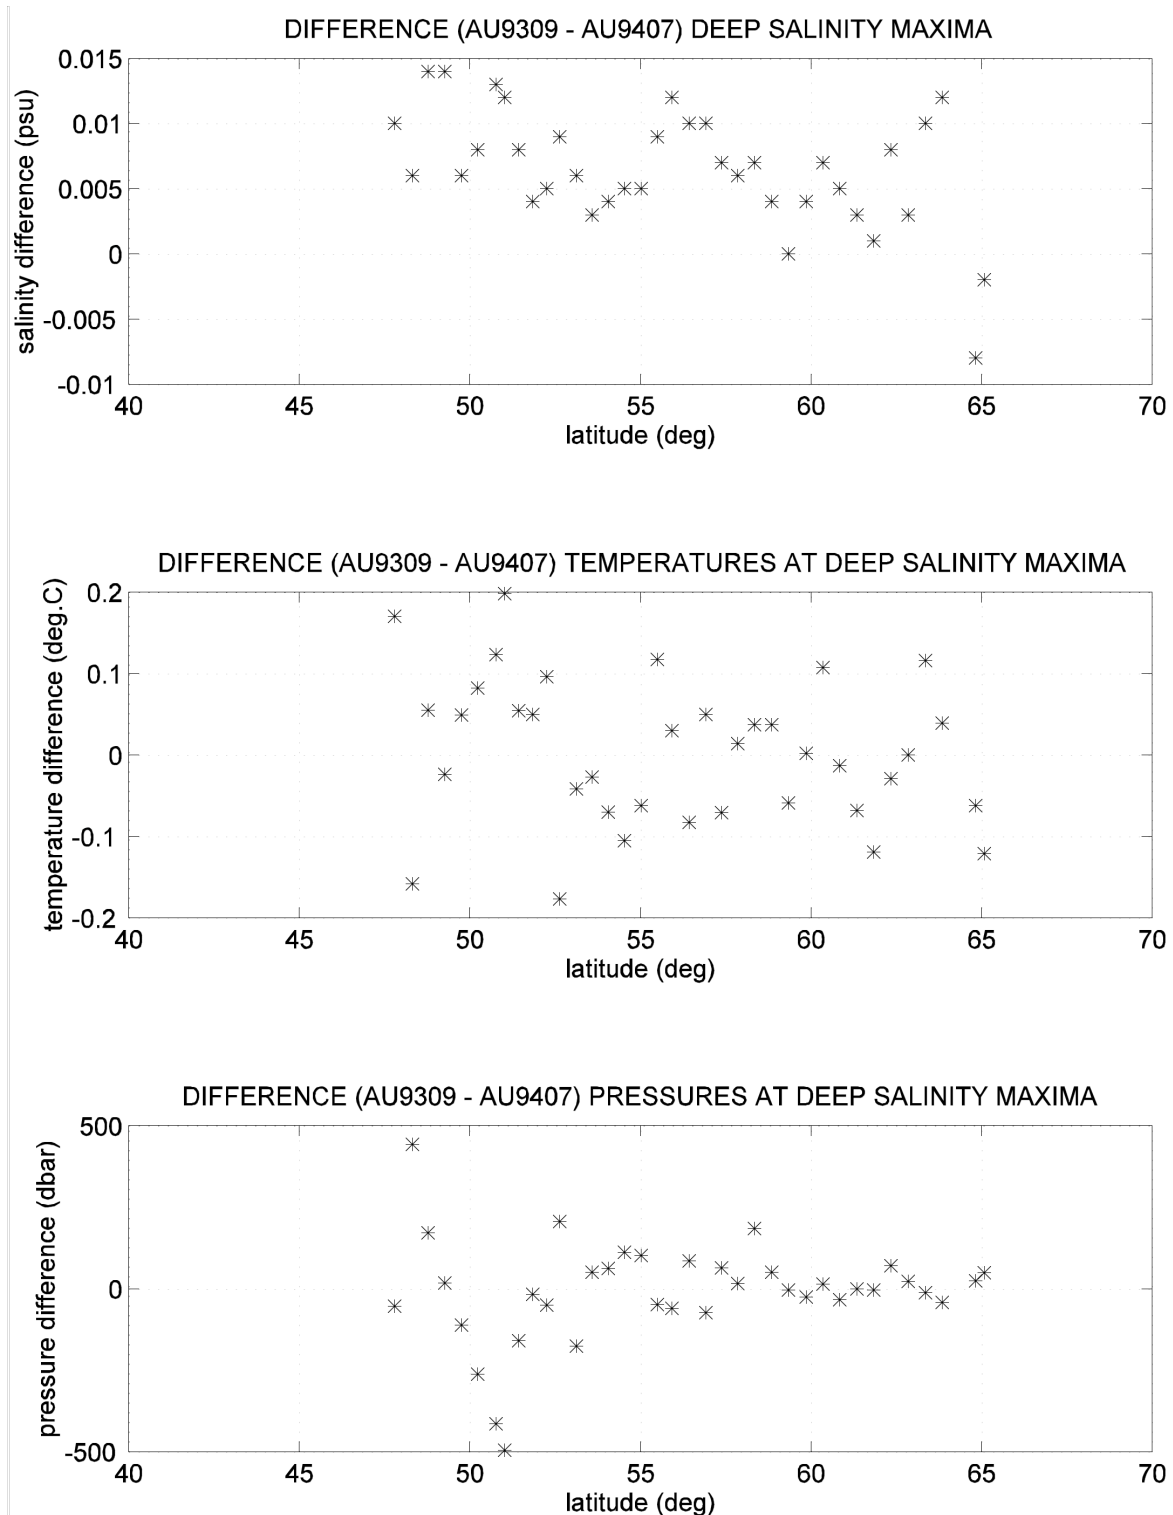 DIFFERENCE (AU9309 - AU9407) DEEP SALINITY MAXIMA
salinity difference (psu)
0.015
0.01
0.005
0
-0.005
-0.01
40 45 50 55 60 65 70
latitude (deg)
DIFFERENCE (AU9309 - AU9407) TEMPERATURES AT DEEP SALINITY MAXIMA
temperature difference (deg.C)
0.2
0.1
0
-0.1
-0.2
40 45 50 55 60 65 70
latitude (deg)
DIFFERENCE (AU9309 - AU9407) PRESSURES AT DEEP SALINITY MAXIMA
pressure difference (dbar)
500
0
-500
40 45 50 55 60 65 70
latitude (deg)